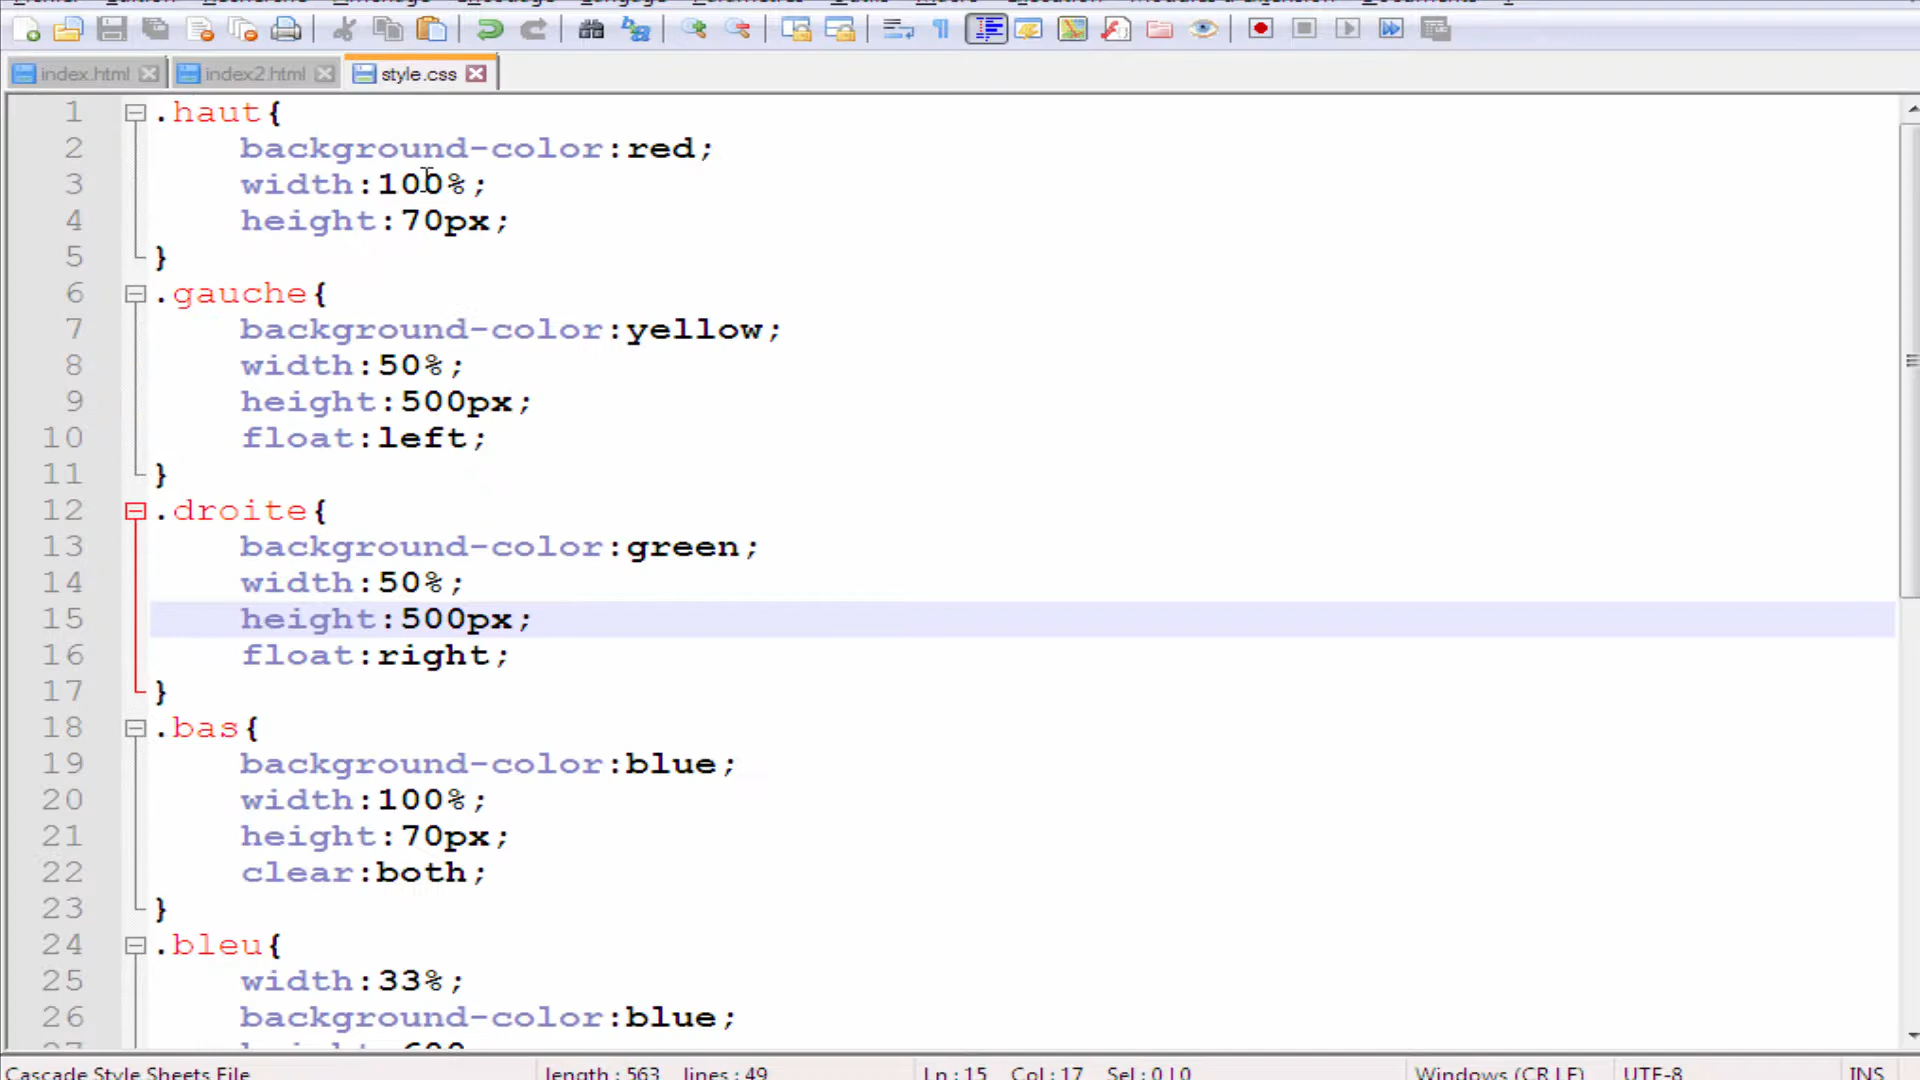 index.html
index2.html
style.css
1 .haut{
2 background-color:red;
3 width:100%;
4 height:70px;
5 }
6 .gauche{
7 background-color:yellow;
8 width:50%;
9 height:500px;
10 float:left;
11 }
12 .droite{
13 background-color:green;
14 width:50%;
15 height:500px;
16 float:right;
17 }
18 .bas{
19 background-color:blue;
20 width:100%;
21 height:70px;
22 clear:both;
23 }
24 .bleu{
25 width:33%;
26 background-color:blue;
Cascade Style Sheets File length : 563 lines : 49 Ln : 15 Col : 17 Sel : 0 | 0 Windows (CR LF) UTF-8 INS